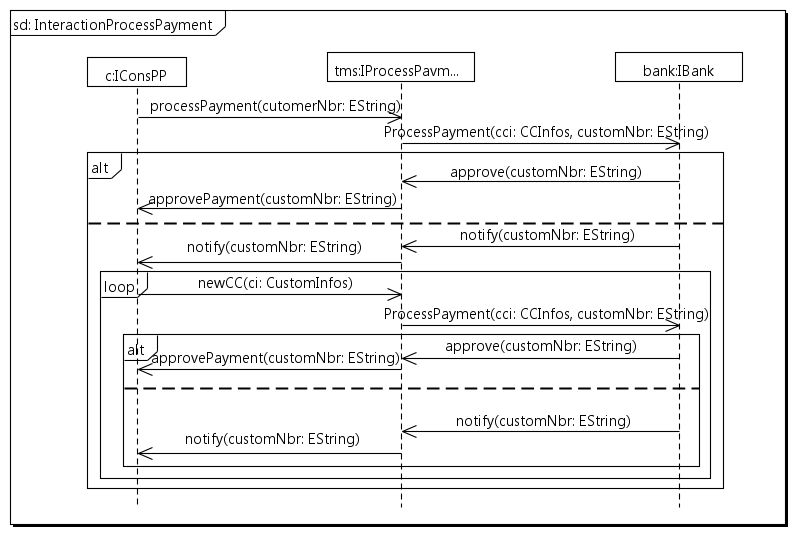 sd: InteractionProcessPayment
c:IConsPP
tms:IProcessPavm...
bank:IBank
processPayment(cutomerNbr: EString)
ProcessPayment(cci: CCInfos, customNbr: EString)
alt
approve(customNbr: EString)
approvePayment(customNbr: EString)
notify(customNbr: EString)
notify(customNbr: EString)
loop
newCC(ci: CustomInfos)
ProcessPayment(cci: CCInfos, customNbr: EString)
alt
approve(customNbr: EString)
approvePayment(customNbr: EString)
notify(customNbr: EString)
notify(customNbr: EString)